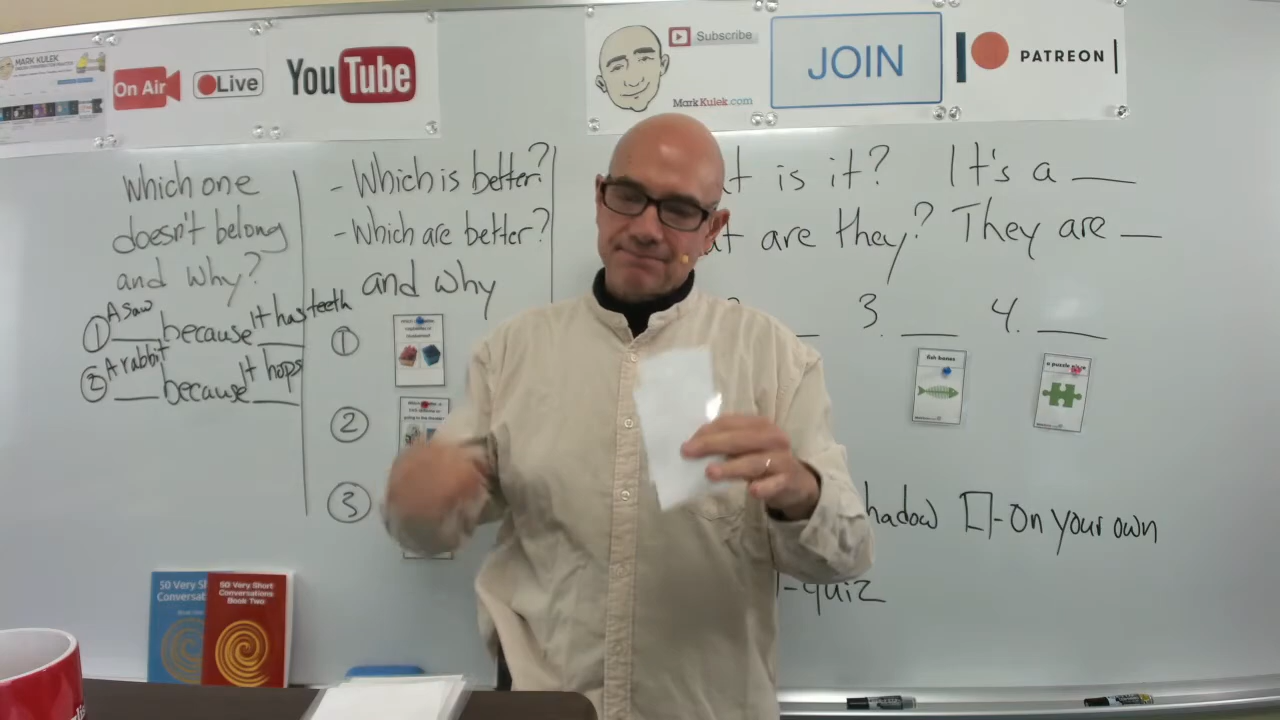 MARK KULEK
On Air
Live
YouTube
Subscribe
MarkKulek.com
JOIN
PATREON
Which one
doesn't belong
and why?
① A saw because It has teeth
② A rabbit because It hops
- Which is better?
- Which are better?
and why
①
②
③
t is it? It's a
at are they? They are
3.
4.
fish bones
a puzzle
hadow -On your own
-quiz
50 Very
Conversat
50 Very Short
Conversations
Book Two